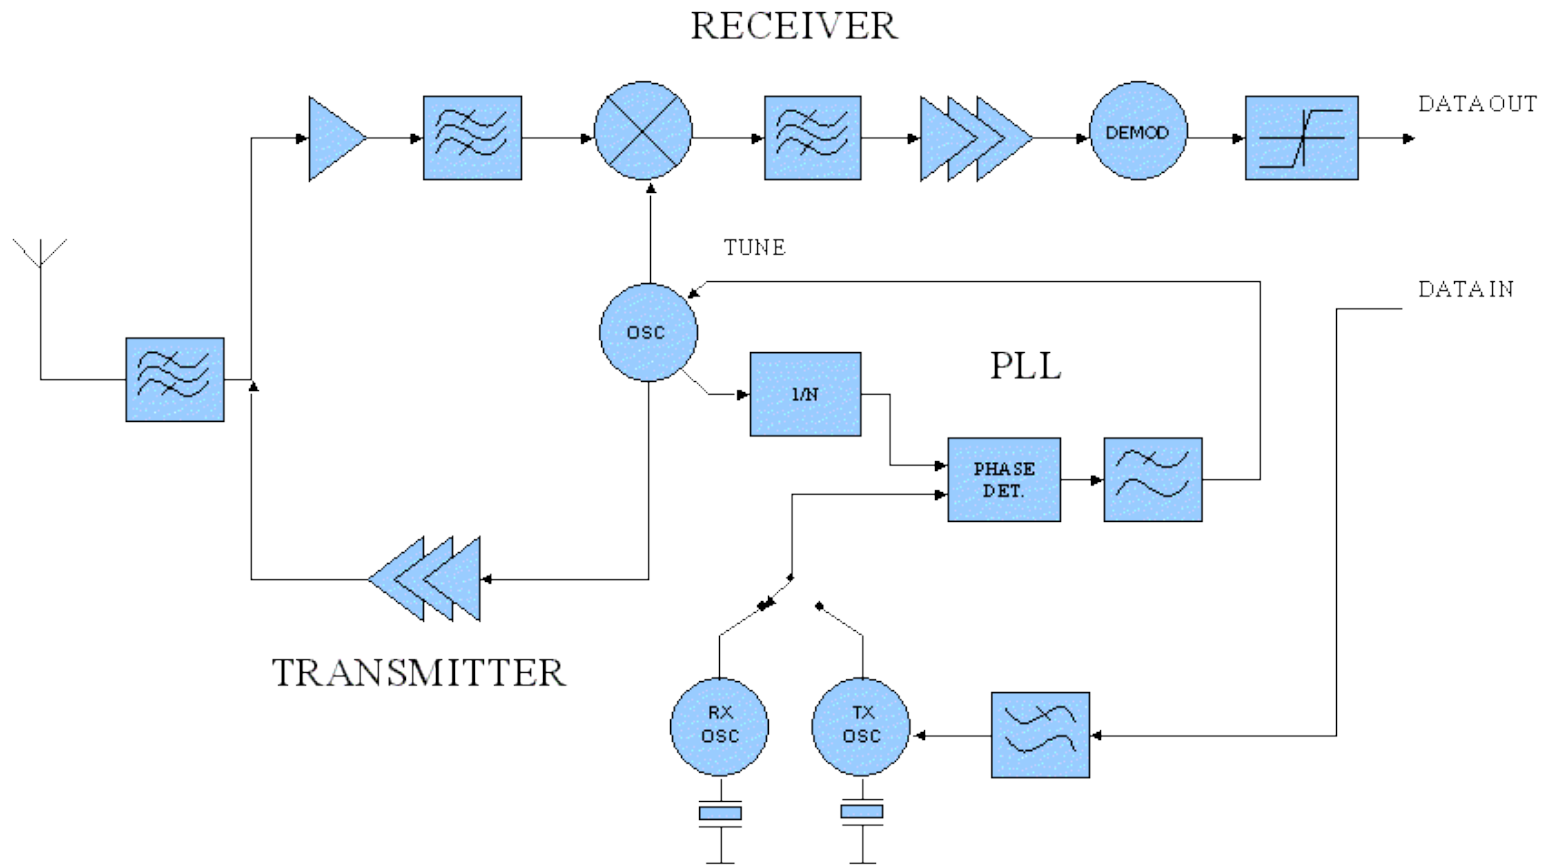 RECEIVER
DATA OUT
DEMOD
TUNE
DATA IN
OSC
PLL
1/N
PHASE
DET.
TRANSMITTER
RX
OSC
TX
OSC